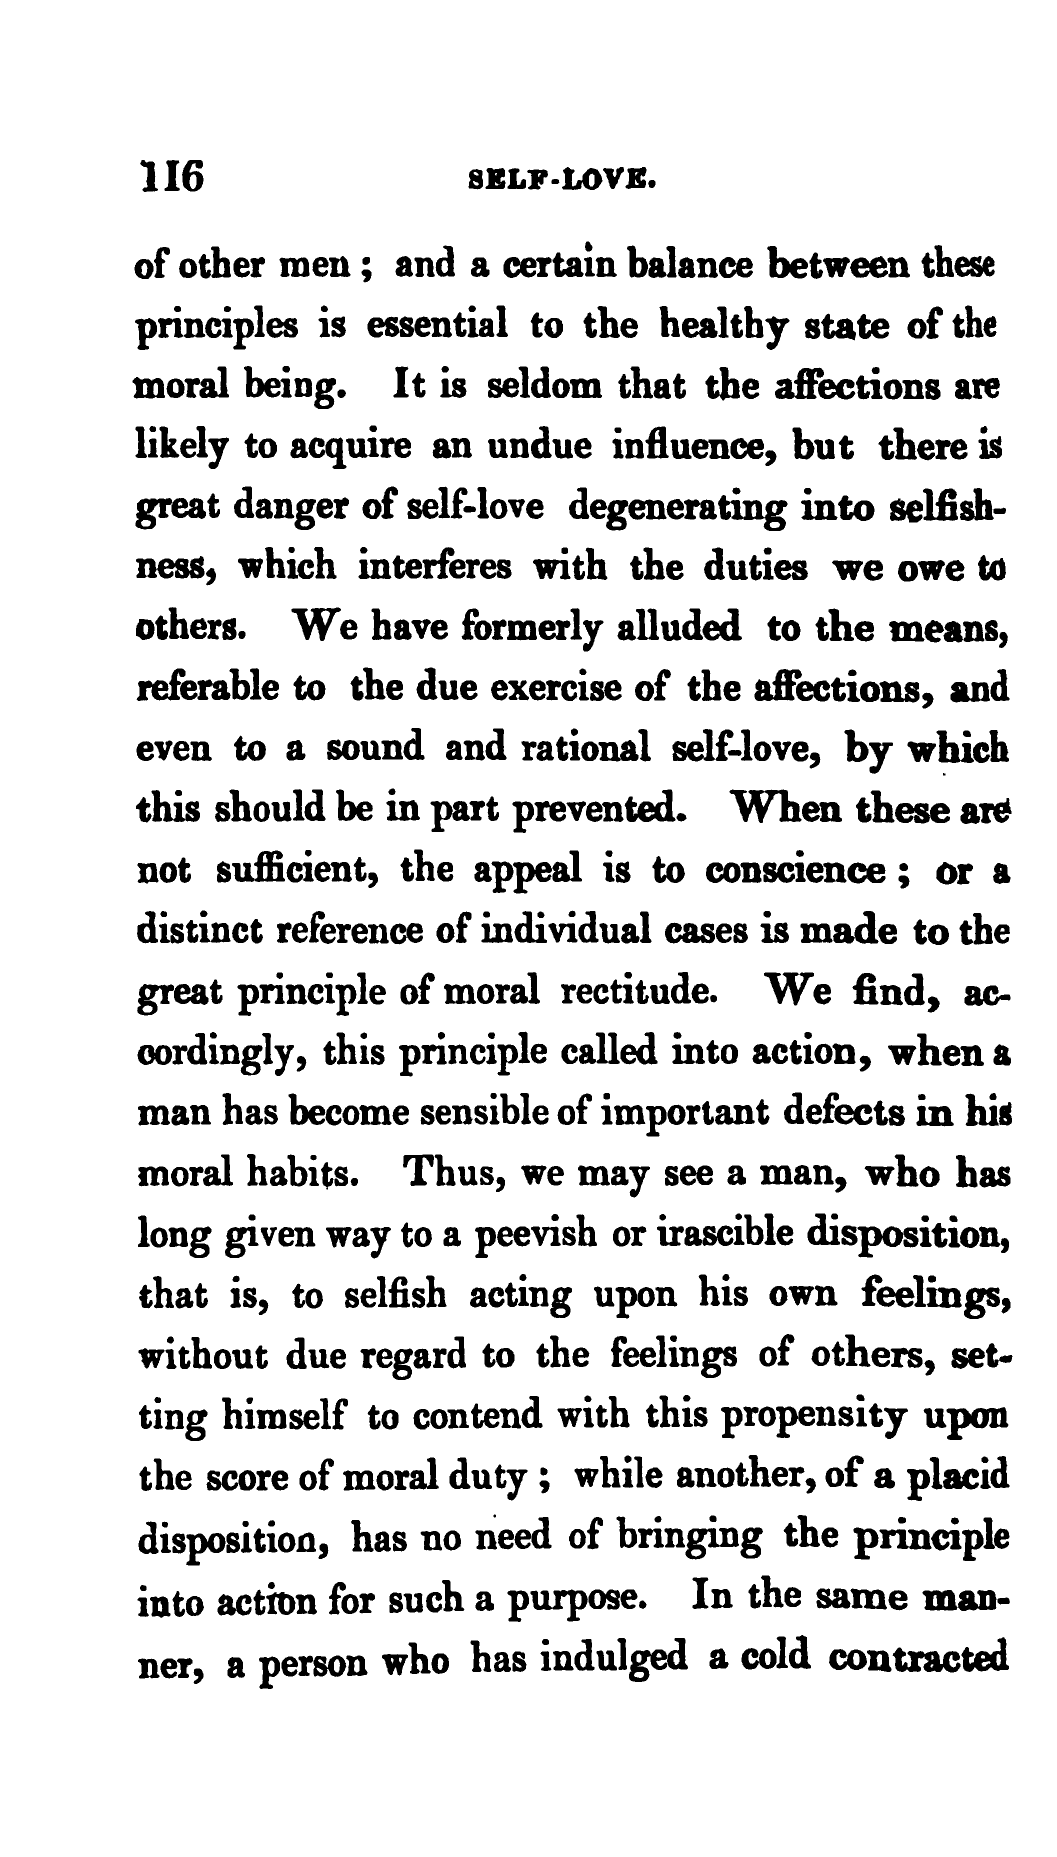 116 SELF-LOVE.
of other men ; and a certain balance between these
principles is essential to the healthy state of the
moral being. It is seldom that the affections are
likely to acquire an undue influence, but there is
great danger of self-love degenerating into selfish-
ness, which interferes with the duties we owe to
others. We have formerly alluded to the means,
referable to the due exercise of the affections, and
even to a sound and rational self-love, by which
this should be in part prevented. When these are
not sufficient, the appeal is to conscience ; or a
distinct reference of individual cases is made to the
great principle of moral rectitude. We find, ac-
cordingly, this principle called into action, when a
man has become sensible of important defects in his
moral habits. Thus, we may see a man, who has
long given way to a peevish or irascible disposition,
that is, to selfish acting upon his own feelings,
without due regard to the feelings of others, set-
ting himself to contend with this propensity upon
the score of moral duty ; while another, of a placid
disposition, has no need of bringing the principle
into action for such a purpose. In the same man-
ner, a person who has indulged a cold contracted